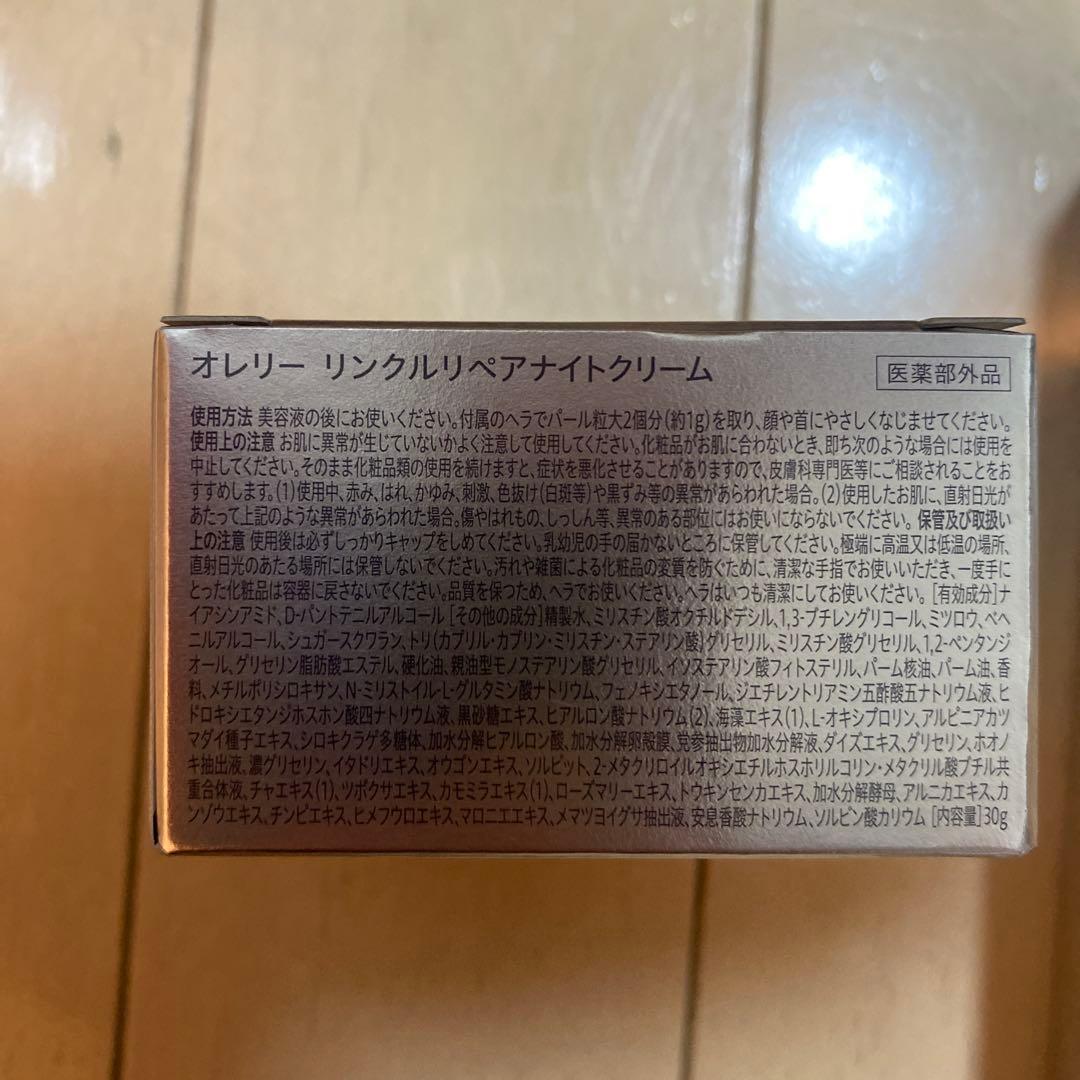 オレリー リンクルリペアナイトクリーム
医薬部外品
使用方法 美容液の後にお使いください。付属のヘラでパール粒大2個分(約1g)を取り、顔や首にやさしくなじませてください。
使用上の注意 お肌に異常が生じていないかよく注意して使用してください。化粧品がお肌に合わないとき、即ち次のような場合には使用を
中止してください。そのまま化粧品類の使用を続けますと、症状を悪化させることがありますので、皮膚科専門医等にご相談されることをお
すすめします。(1)使用中、赤み、はれ、かゆみ、刺激、色抜け(白斑等)や黒ずみ等の異常があらわれた場合。(2)使用したお肌に、直射日光が
あたって上記のような異常があらわれた場合。傷やはれもの、しっしん等、異常のある部位にはお使いにならないでください。 保管及び取扱い
上の注意 使用後は必ずしっかりキャップをしめてください。乳幼児の手の届かないところに保管してください。極端に高温又は低温の場所、
直射日光のあたる場所には保管しないでください。汚れや雑菌による化粧品の変質を防ぐために、清潔な手指でお使いいただき、一度手に
とった化粧品は容器に戻さないでください。品質を保つため、ヘラでお使いください。ヘラはいつも清潔にしてお使いください。 [有効成分]ナ
イアシンアミド、D-パントテニルアルコール [その他の成分]精製水、ミリスチン酸オクチルドデシル、1,3-ブチレングリコール、ミツロウ、ベヘ
ニルアルコール、シュガースクワラン、トリ(カプリル・カプリン・ミリスチン・ステアリン酸)グリセリル、ミリスチン酸グリセリル、1,2-ペンタンジ
オール、グリセリン脂肪酸エステル、硬化油、親油型モノステアリン酸グリセリル、イソステアリン酸フィトステリル、パーム核油、パーム油、香
料、メチルポリシロキサン、N-ミリストイル-L-グルタミン酸ナトリウム、フェノキシエタノール、ジエチレントリアミン五酢酸五ナトリウム液、ヒ
ドロキシエタンジホスホン酸四ナトリウム液、黒砂糖エキス、ヒアルロン酸ナトリウム(2)、海藻エキス(1)、L-オキシプロリン、アルピニアカツ
マダイ種子エキス、シロキクラゲ多糖体、加水分解ヒアルロン酸、加水分解卵殻膜、党参抽出物加水分解液、ダイズエキス、グリセリン、ホオノ
キ抽出液、濃グリセリン、イタドリエキス、オウゴンエキス、ソルビット、2-メタクリロイルオキシエチルホスホリルコリン・メタクリル酸ブチル共
重合体液、チャエキス(1)、ツボクサエキス、カモミラエキス(1)、ローズマリーエキス、トウキンセンカエキス、加水分解酵母、アルニカエキス、カ
ンゾウエキス、チンピエキス、ヒメフウロエキス、マロニエエキス、メマツヨイグサ抽出液、安息香酸ナトリウム、ソルビン酸カリウム [内容量]30g